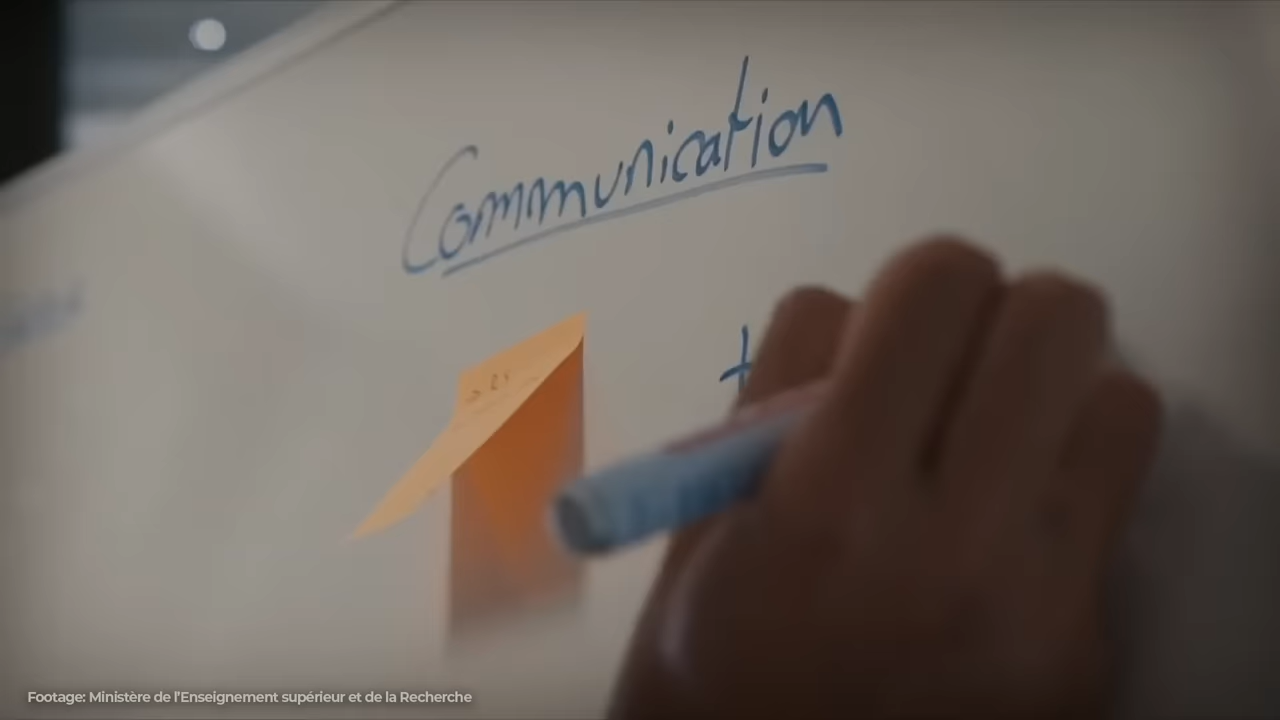 Communication
t
Footage: Ministère de l'Enseignement supérieur et de la Recherche